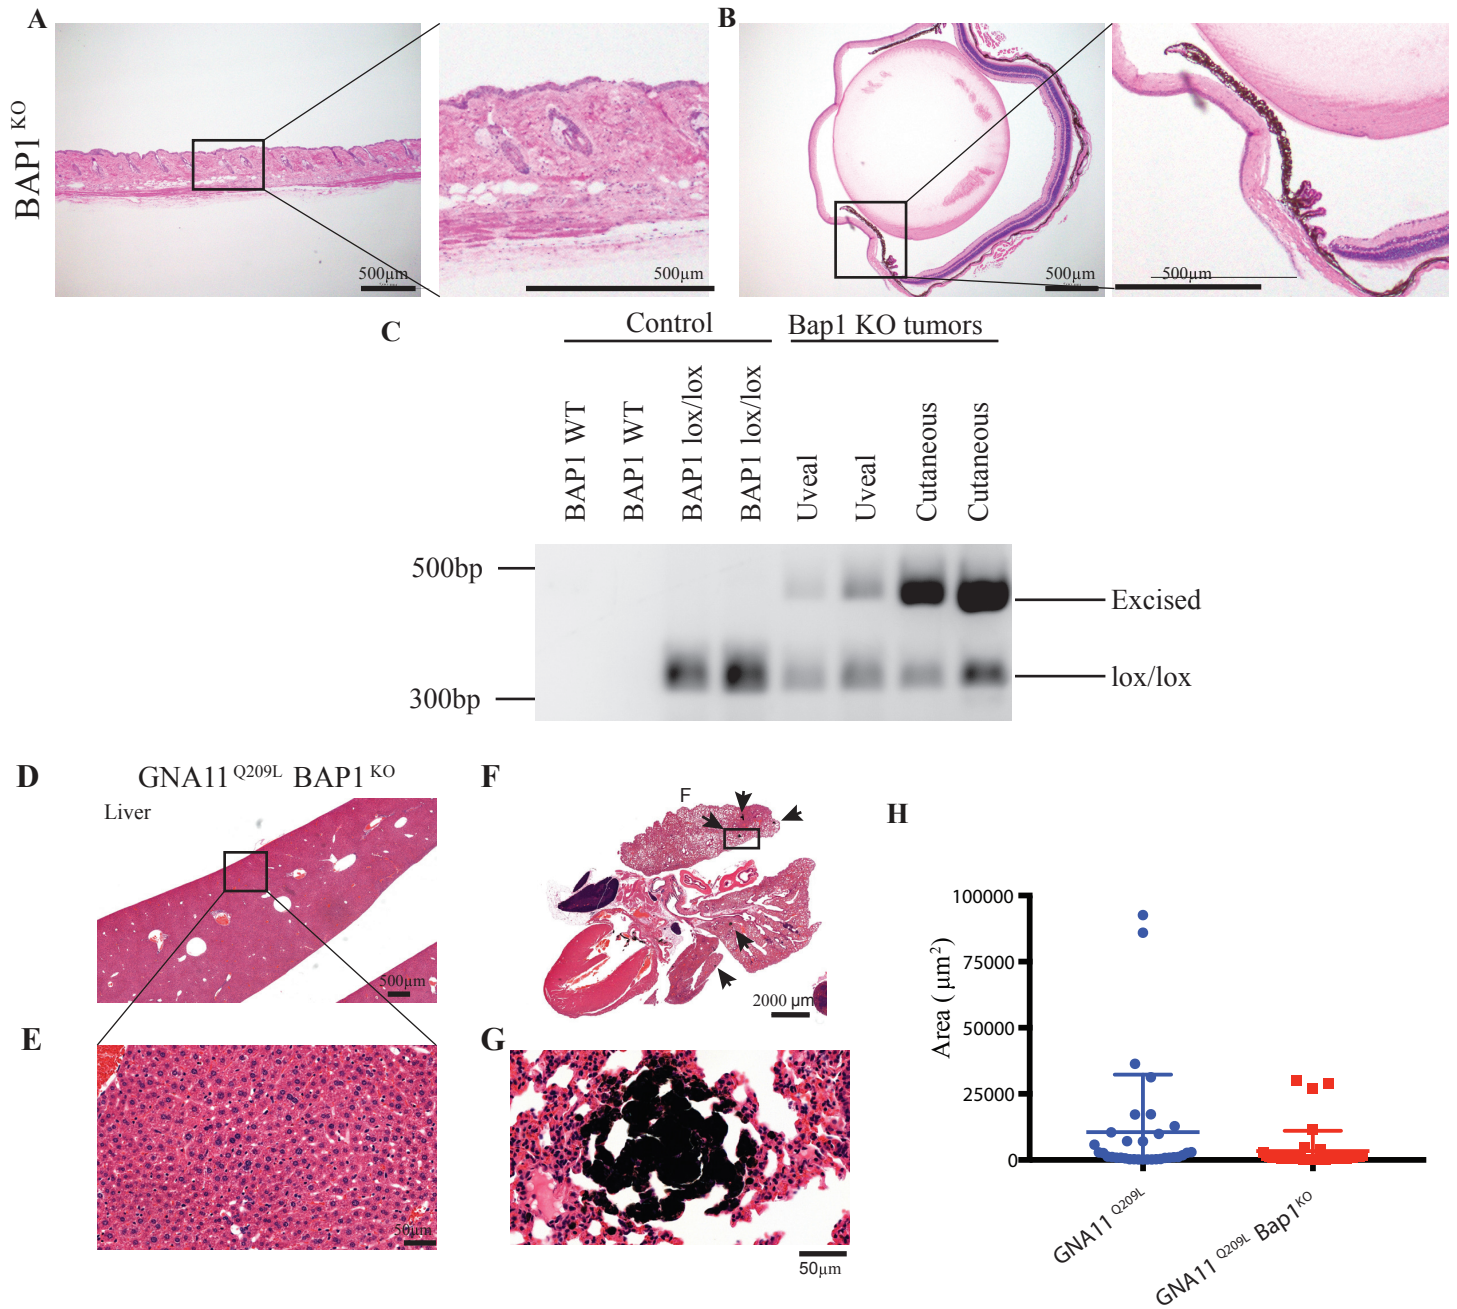 A
B
BAP1 KO
500µm
500µm
500µm
500µm
C
Control
Bap1 KO tumors
BAP1 WT
BAP1 WT
BAP1 lox/lox
BAP1 lox/lox
Uveal
Uveal
Cutaneous
Cutaneous
500bp
Excised
lox/lox
300bp
D
GNA11 Q209L BAP1 KO
Liver
500µm
E
50µm
F
F
2000 µm
G
50µm
H
Area ( µm²)
100000
75000
50000
25000
0
GNA11 Q209L
GNA11 Q209L Bap1 KO